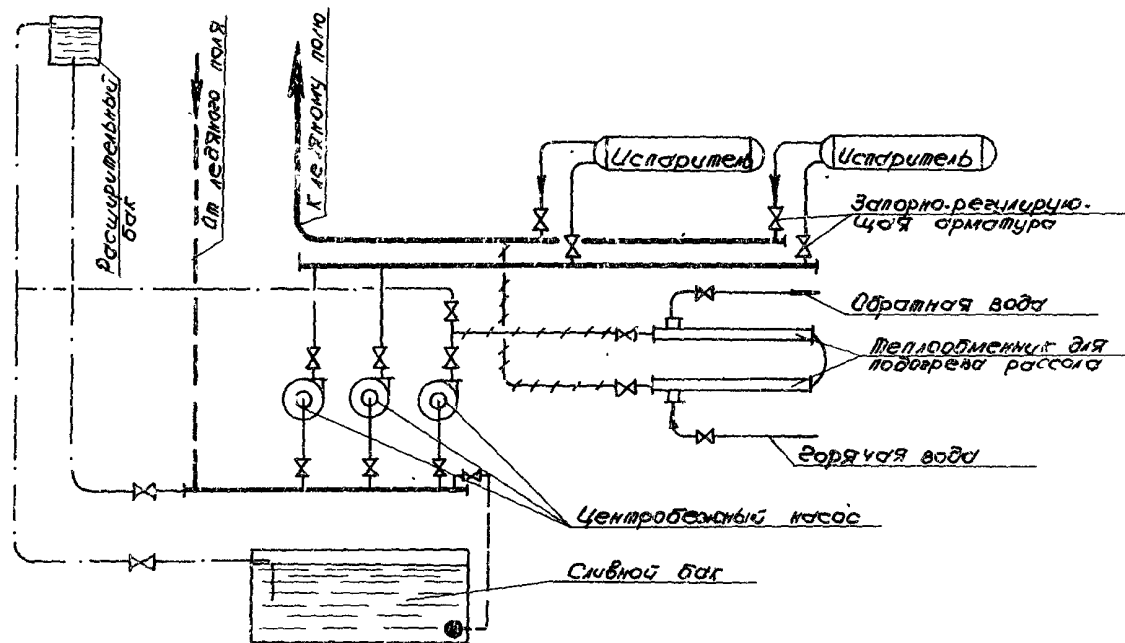 Расширительный
бак
От ледяного поля
К ледяному полю
Испаритель
Испаритель
Запорно-регулирую-
щая арматура
Обратная вода
Теплообменник для
подогрева рассола
Горячая вода
Центробежный насос
Сливной бак